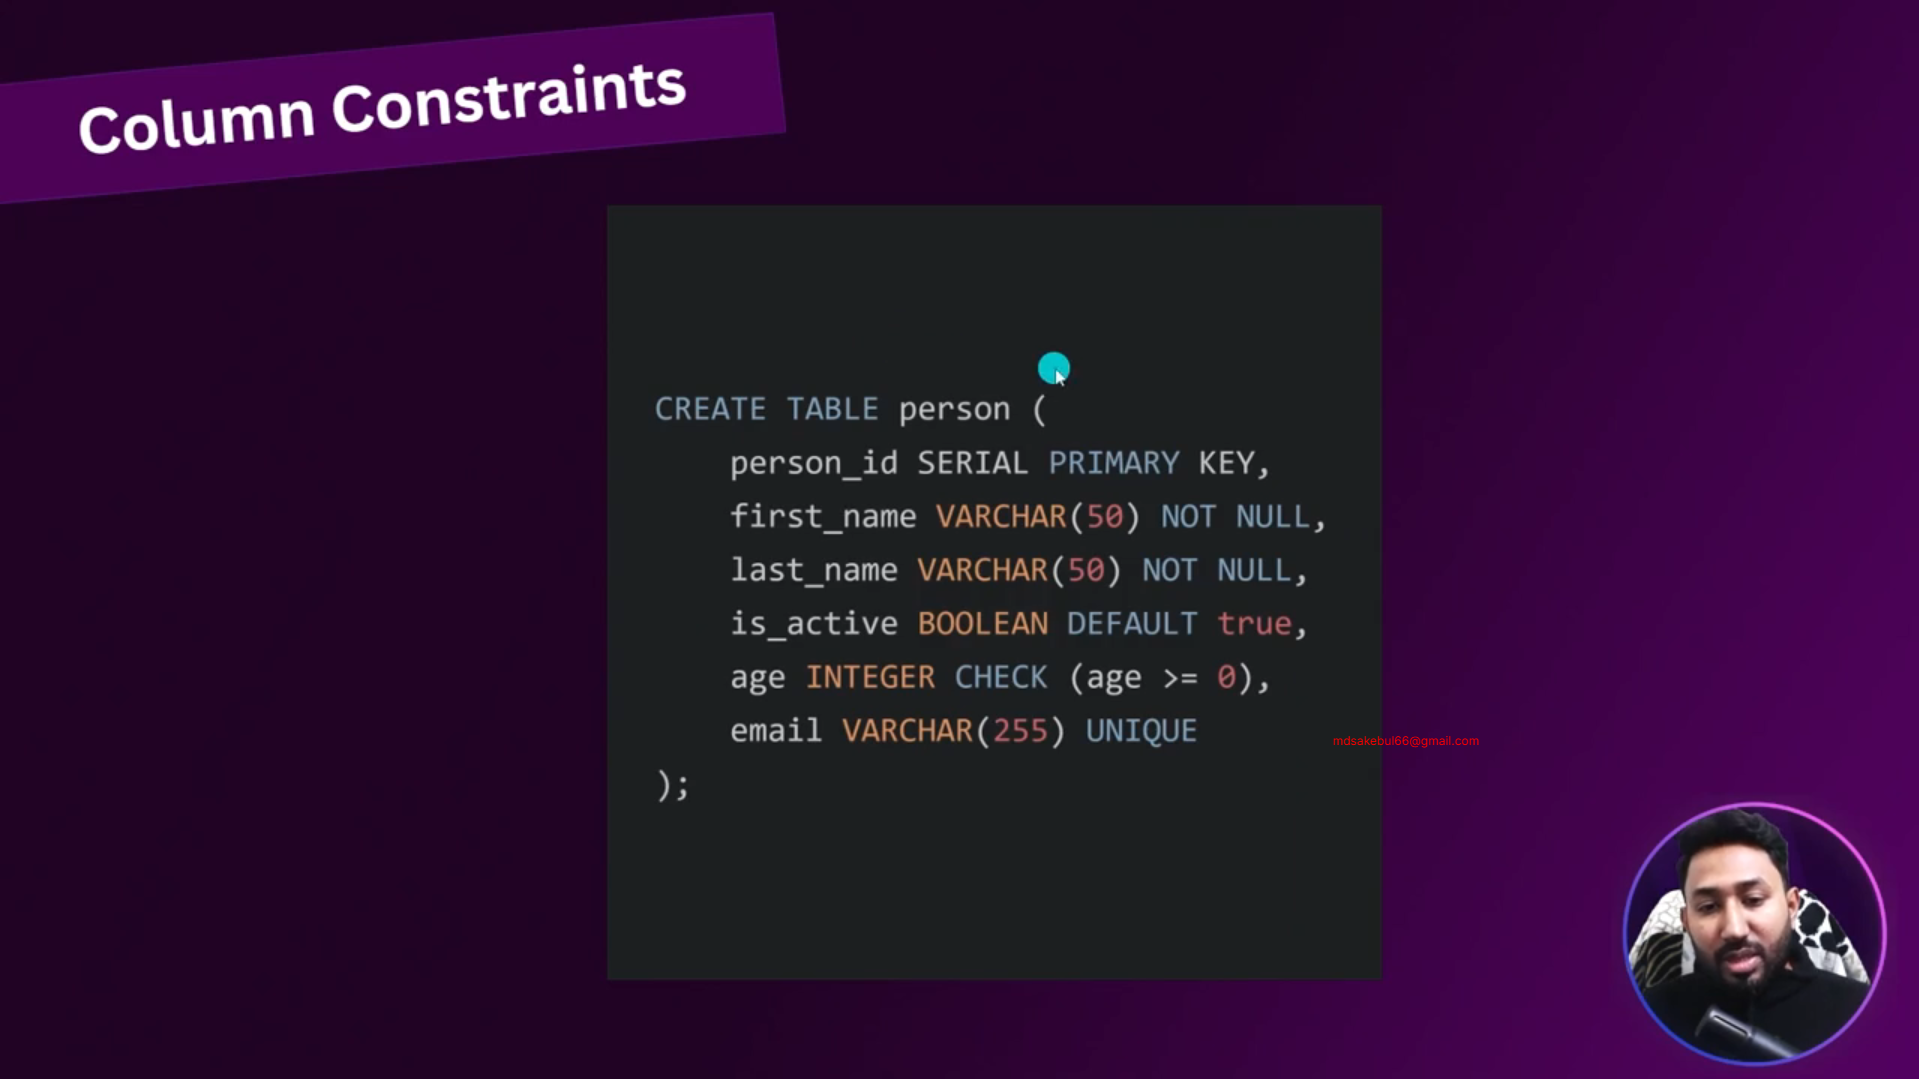 Column Constraints
CREATE TABLE person (
person_id SERIAL PRIMARY KEY,
first_name VARCHAR(50) NOT NULL,
last_name VARCHAR(50) NOT NULL,
is_active BOOLEAN DEFAULT true,
age INTEGER CHECK (age >= 0),
email VARCHAR(255) UNIQUE
mdsakebul66@gmail.com
);